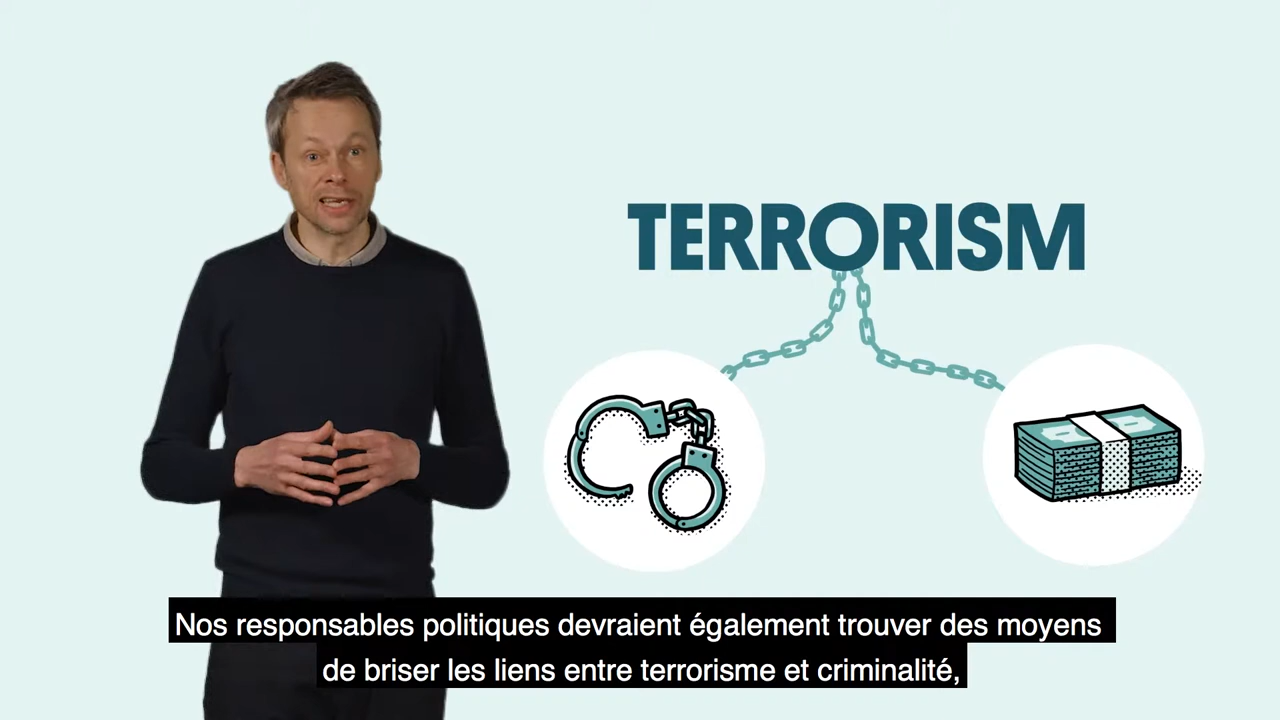 TERRORISM
Nos responsables politiques devraient également trouver des moyens
de briser les liens entre terrorisme et criminalité,